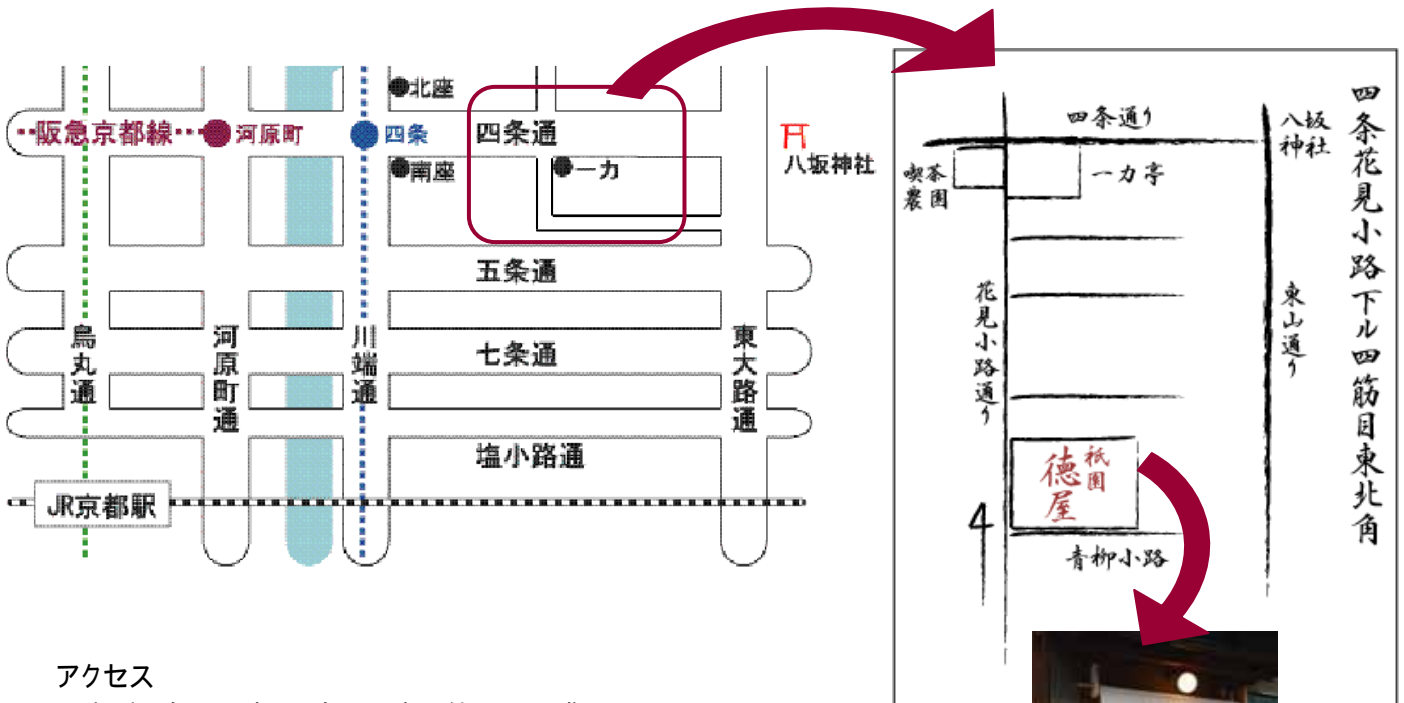 北座
阪急京都線
河原町
四条
四条通
南座
一力
八坂神社
五条通
烏丸通
河原町通
川端通
七条通
東大路通
塩小路通
JR京都駅
アクセス
四条花見小路下ル四筋目東北角
四条通り
八坂神社
喫茶
農園
一力亭
花見小路通り
東山通り
祇園
徳屋
青柳小路